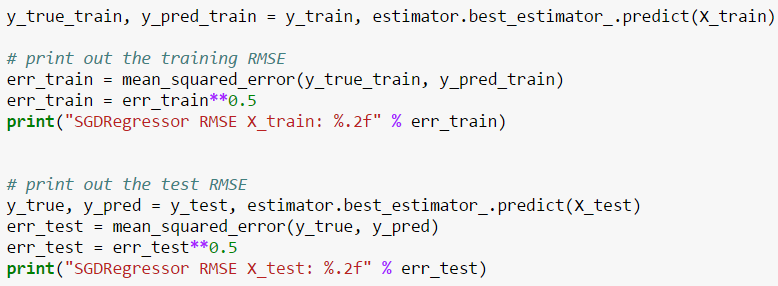 y_true_train, y_pred_train = y_train, estimator.best_estimator_.predict(X_train)
# print out the training RMSE
err_train = mean_squared_error(y_true_train, y_pred_train)
err_train = err_train**0.5
print("SGDRegressor RMSE X_train: %.2f" % err_train)
# print out the test RMSE
y_true, y_pred = y_test, estimator.best_estimator_.predict(X_test)
err_test = mean_squared_error(y_true, y_pred)
err_test = err_test**0.5
print("SGDRegressor RMSE X_test: %.2f" % err_test)